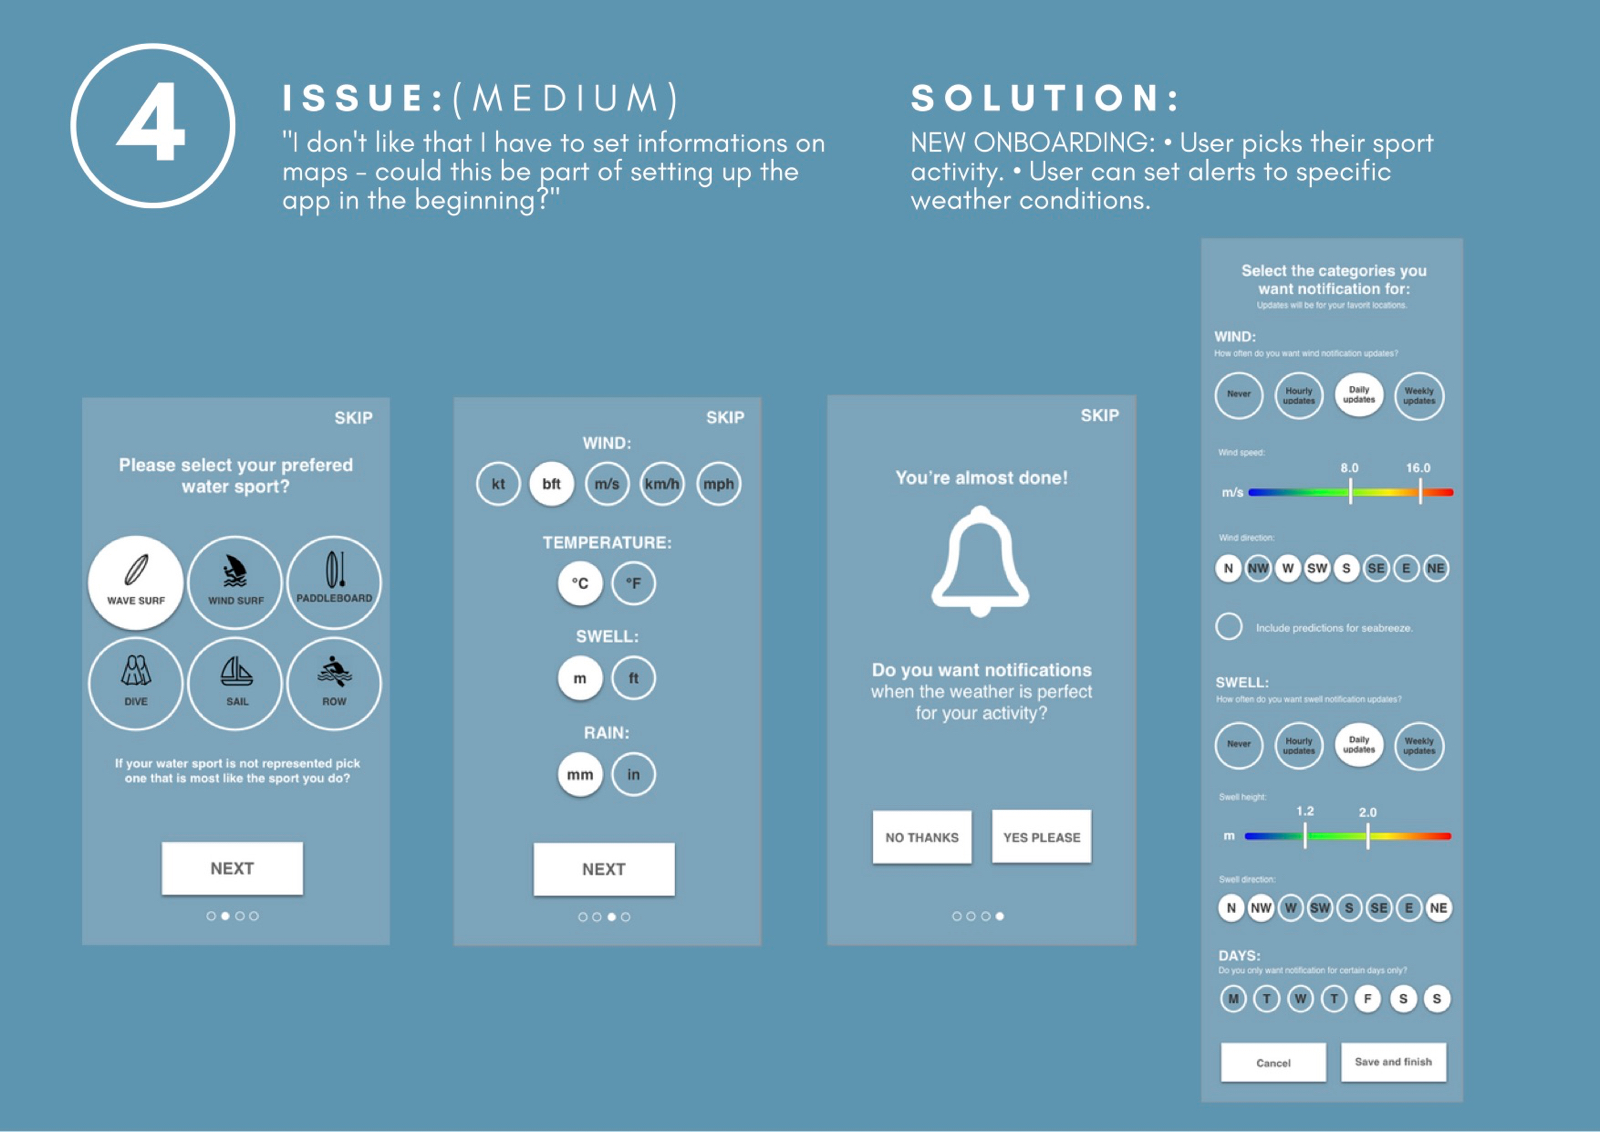 4
ISSUE:(MEDIUM)
"I don't like that I have to set informations on
maps - could this be part of setting up the
app in the beginning?"
SOLUTION:
NEW ONBOARDING: • User picks their sport
activity. • User can set alerts to specific
weather conditions.
SKIP
Please select your prefered
water sport?
WAVE SURF
WIND SURF
PADDLEBOARD
DIVE
SAIL
ROW
If your water sport is not represented pick
one that is most like the sport you do?
NEXT
SKIP
WIND:
kt bft m/s km/h mph
TEMPERATURE:
°C °F
SWELL:
m ft
RAIN:
mm in
NEXT
SKIP
You're almost done!
Do you want notifications
when the weather is perfect
for your activity?
NO THANKS YES PLEASE
Select the categories you
want notification for:
Updates will be for your favorit locations.
WIND:
How often do you want wind notification updates?
Never
Hourly
updates
Daily
updates
Weekly
updates
Wind speed:
8.0 16.0
m/s
Wind direction:
N NW W SW S SE E NE
Include predictions for seabreeze.
SWELL:
How often do you want swell notification updates?
Never
Hourly
updates
Daily
updates
Weekly
updates
Swell height:
1.2 2.0
m
Swell direction:
N NW W SW S SE E NE
DAYS:
Do you only want notification for certain days only?
M T W T F S S
Cancel Save and finish